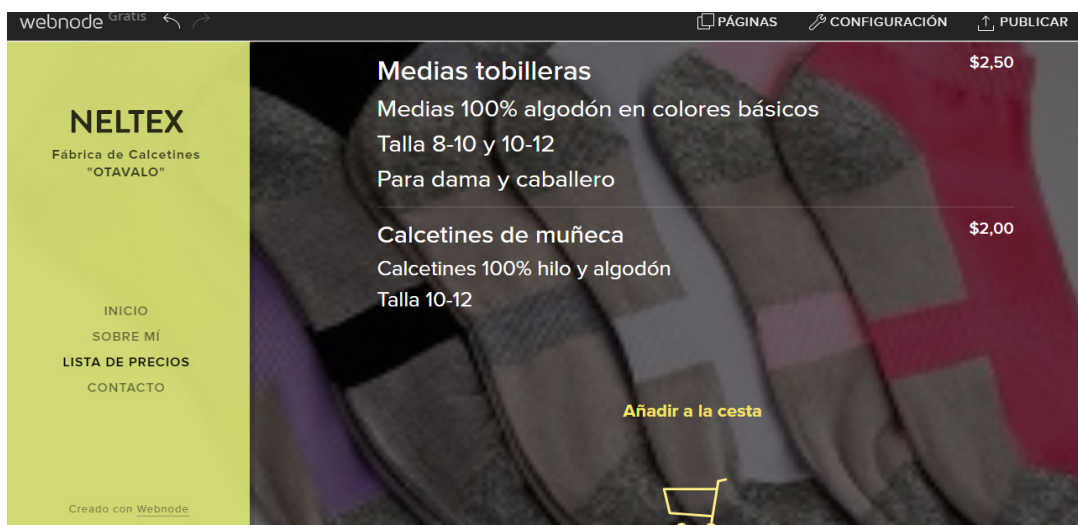 webnode Gratis
PÁGINAS
CONFIGURACIÓN
PUBLICAR
NELTEX
Fábrica de Calcetines
"OTAVALO"
INICIO
SOBRE MÍ
LISTA DE PRECIOS
CONTACTO
Creado con Webnode
Medias tobilleras
$2,50
Medias 100% algodón en colores básicos
Talla 8-10 y 10-12
Para dama y caballero
Calcetines de muñeca
$2,00
Calcetines 100% hilo y algodón
Talla 10-12
Añadir a la cesta